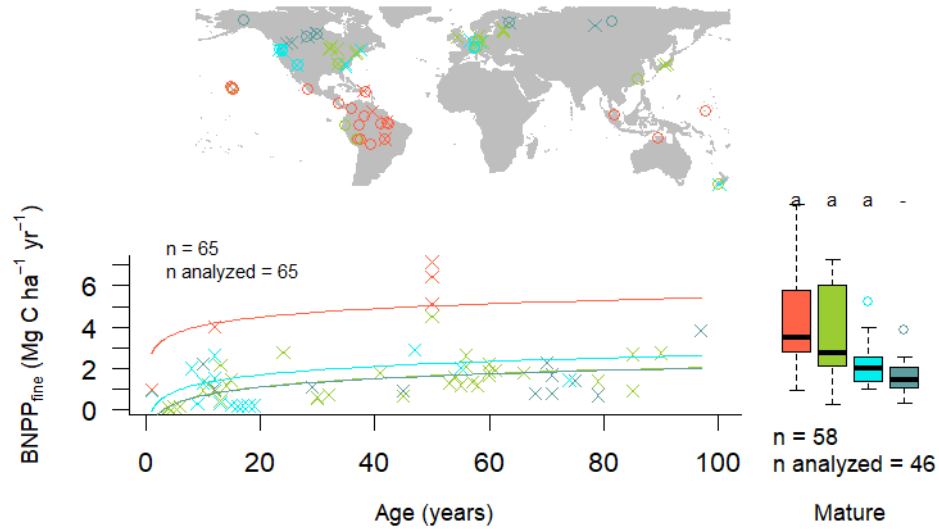 a a a -
n = 65
n analyzed = 65
BNPP_fine (Mg C ha⁻¹ yr⁻¹)
6
4
2
0
0 20 40 60 80 100
Age (years)
n = 58
n analyzed = 46
Mature